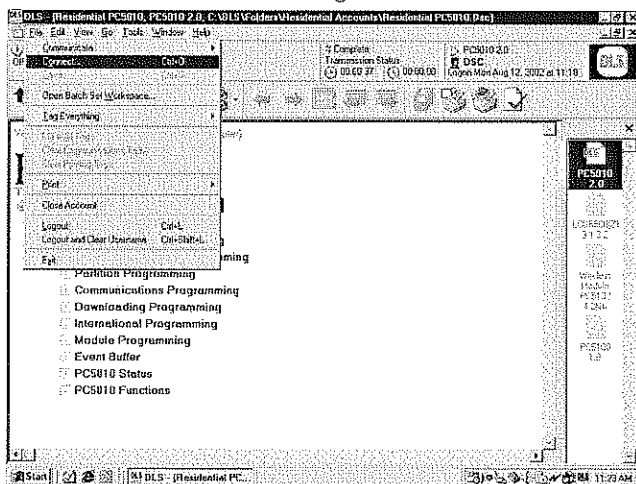 DLS - [Residential PC5010, PC5010 2.0, C:\DLS\Folders\Residential Accounts\Residential PC5010.Dac]
File Edit View Go Tools Window Help
Communicate
Connect... Ctrl+O
% Complete
Transmission Status
00:00:37 00:00:00
PC5010 2.0
DSC
Logon Mon Aug 12, 2002 at 11:18
DLS
Open Batch Set Workspace...
Tag Everything
Print
Close Account
Logout Ctrl+L
Logout and Clear Username Ctrl+Shift+L
Exit
PC5010
2.0
Partition Programming
Communications Programming
Downloading Programming
International Programming
Module Programming
Event Buffer
PC5010 Status
PC5010 Functions
Start
DLS - [Residential PC...
11:23 AM